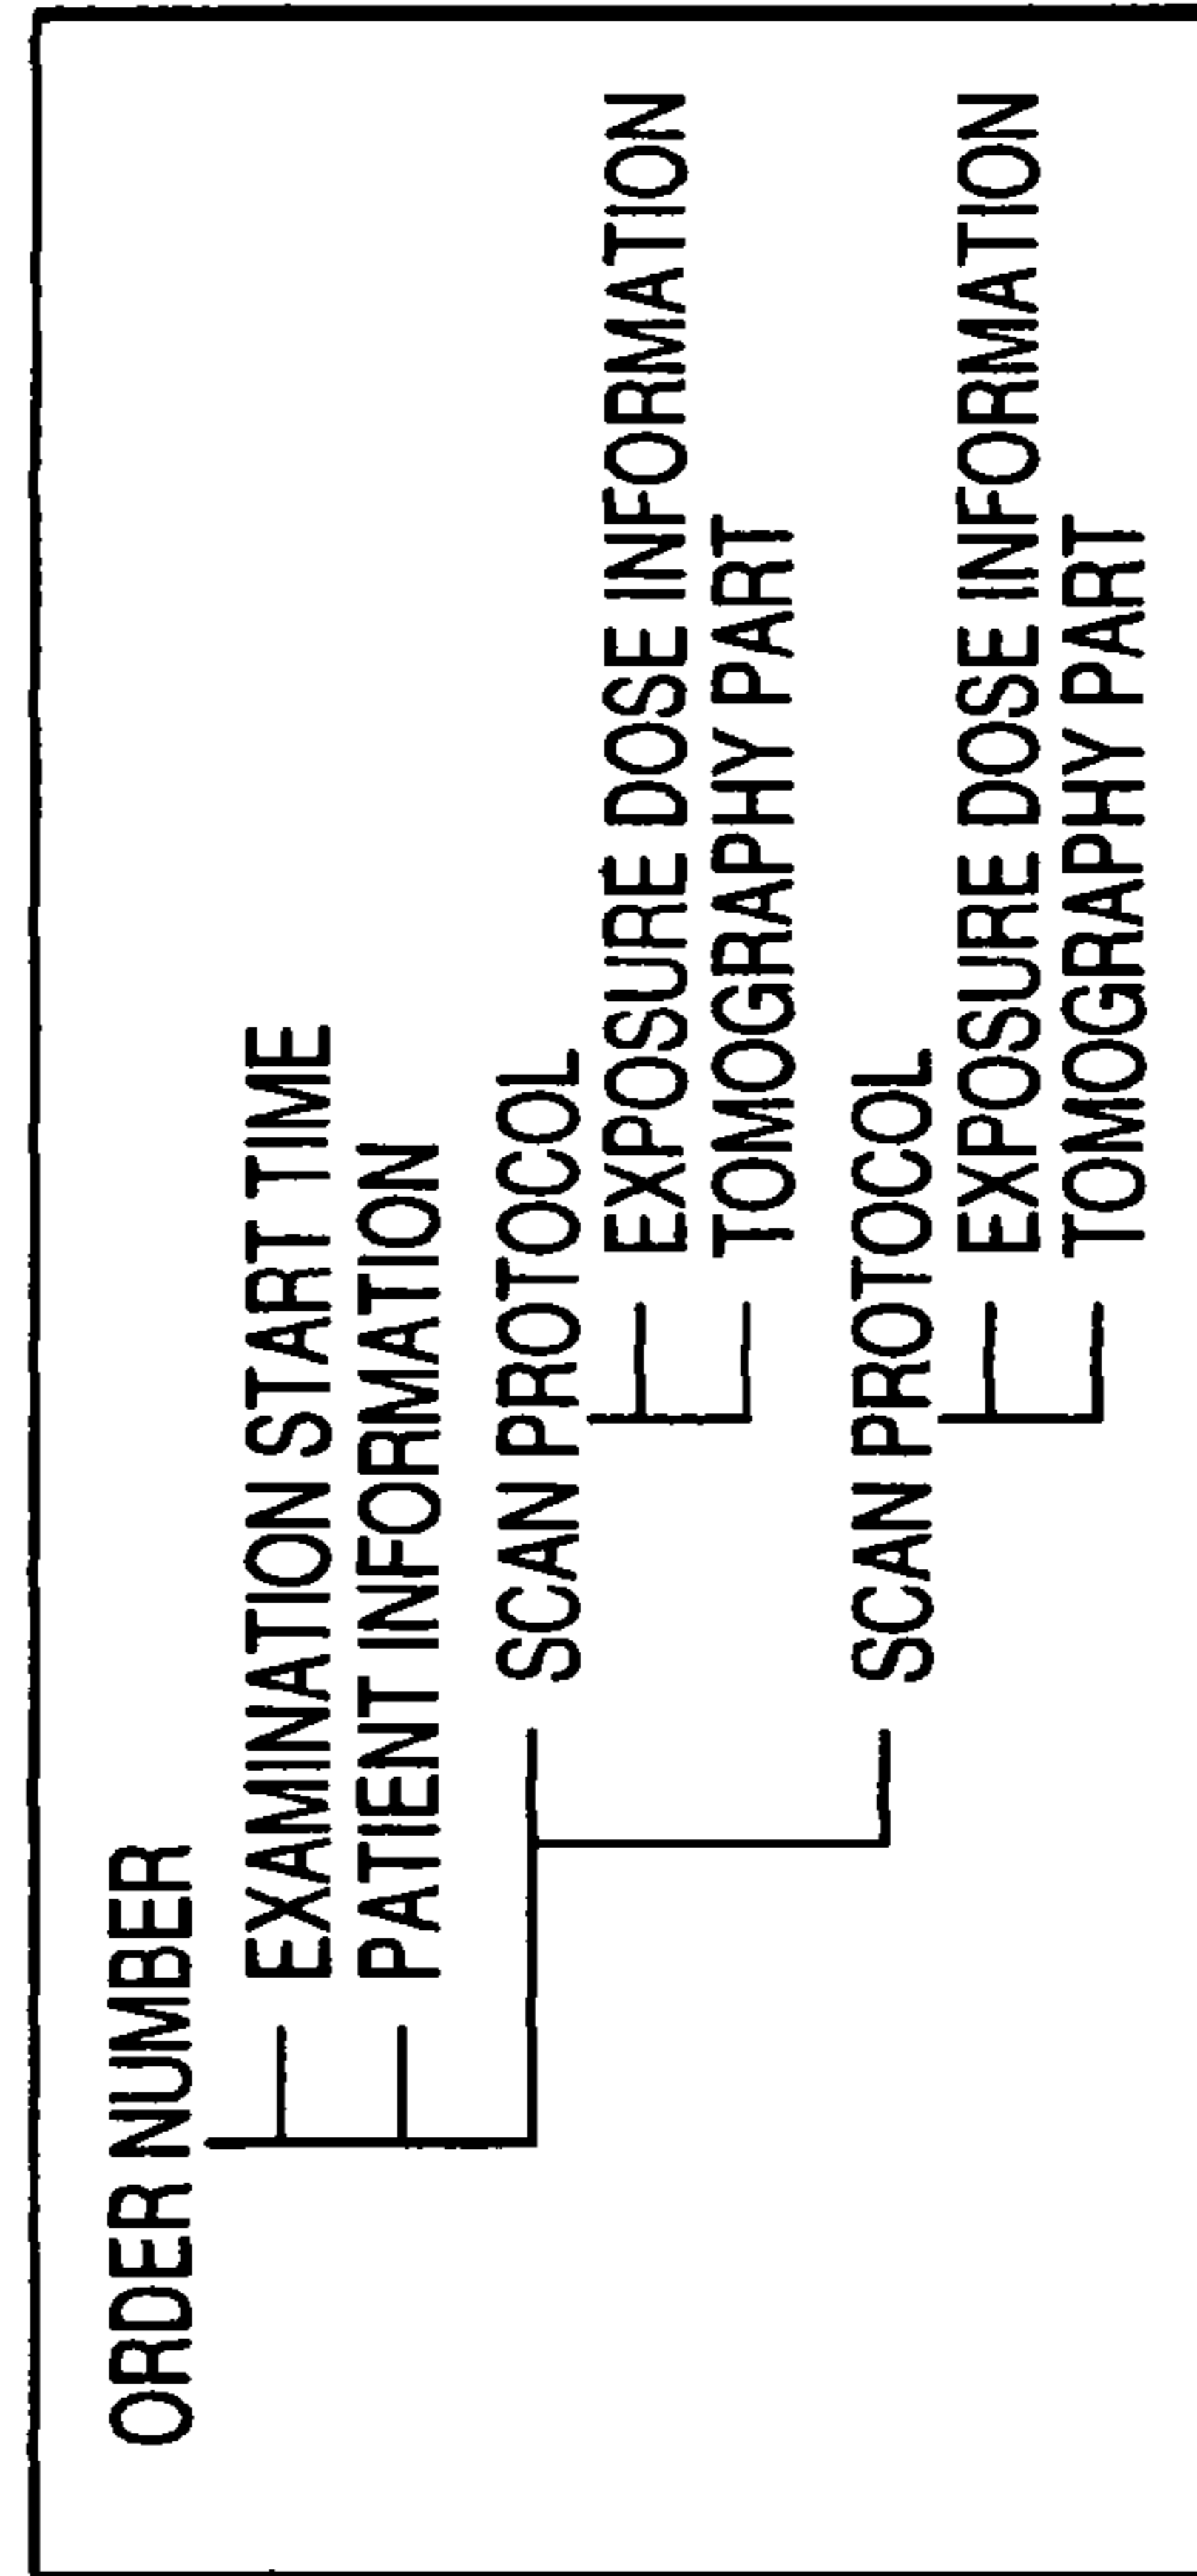 ORDER NUMBER
EXAMINATION START TIME
PATIENT INFORMATION
SCAN PROTOCOL
EXPOSURE DOSE INFORMATION
TOMOGRAPHY PART
SCAN PROTOCOL
EXPOSURE DOSE INFORMATION
TOMOGRAPHY PART